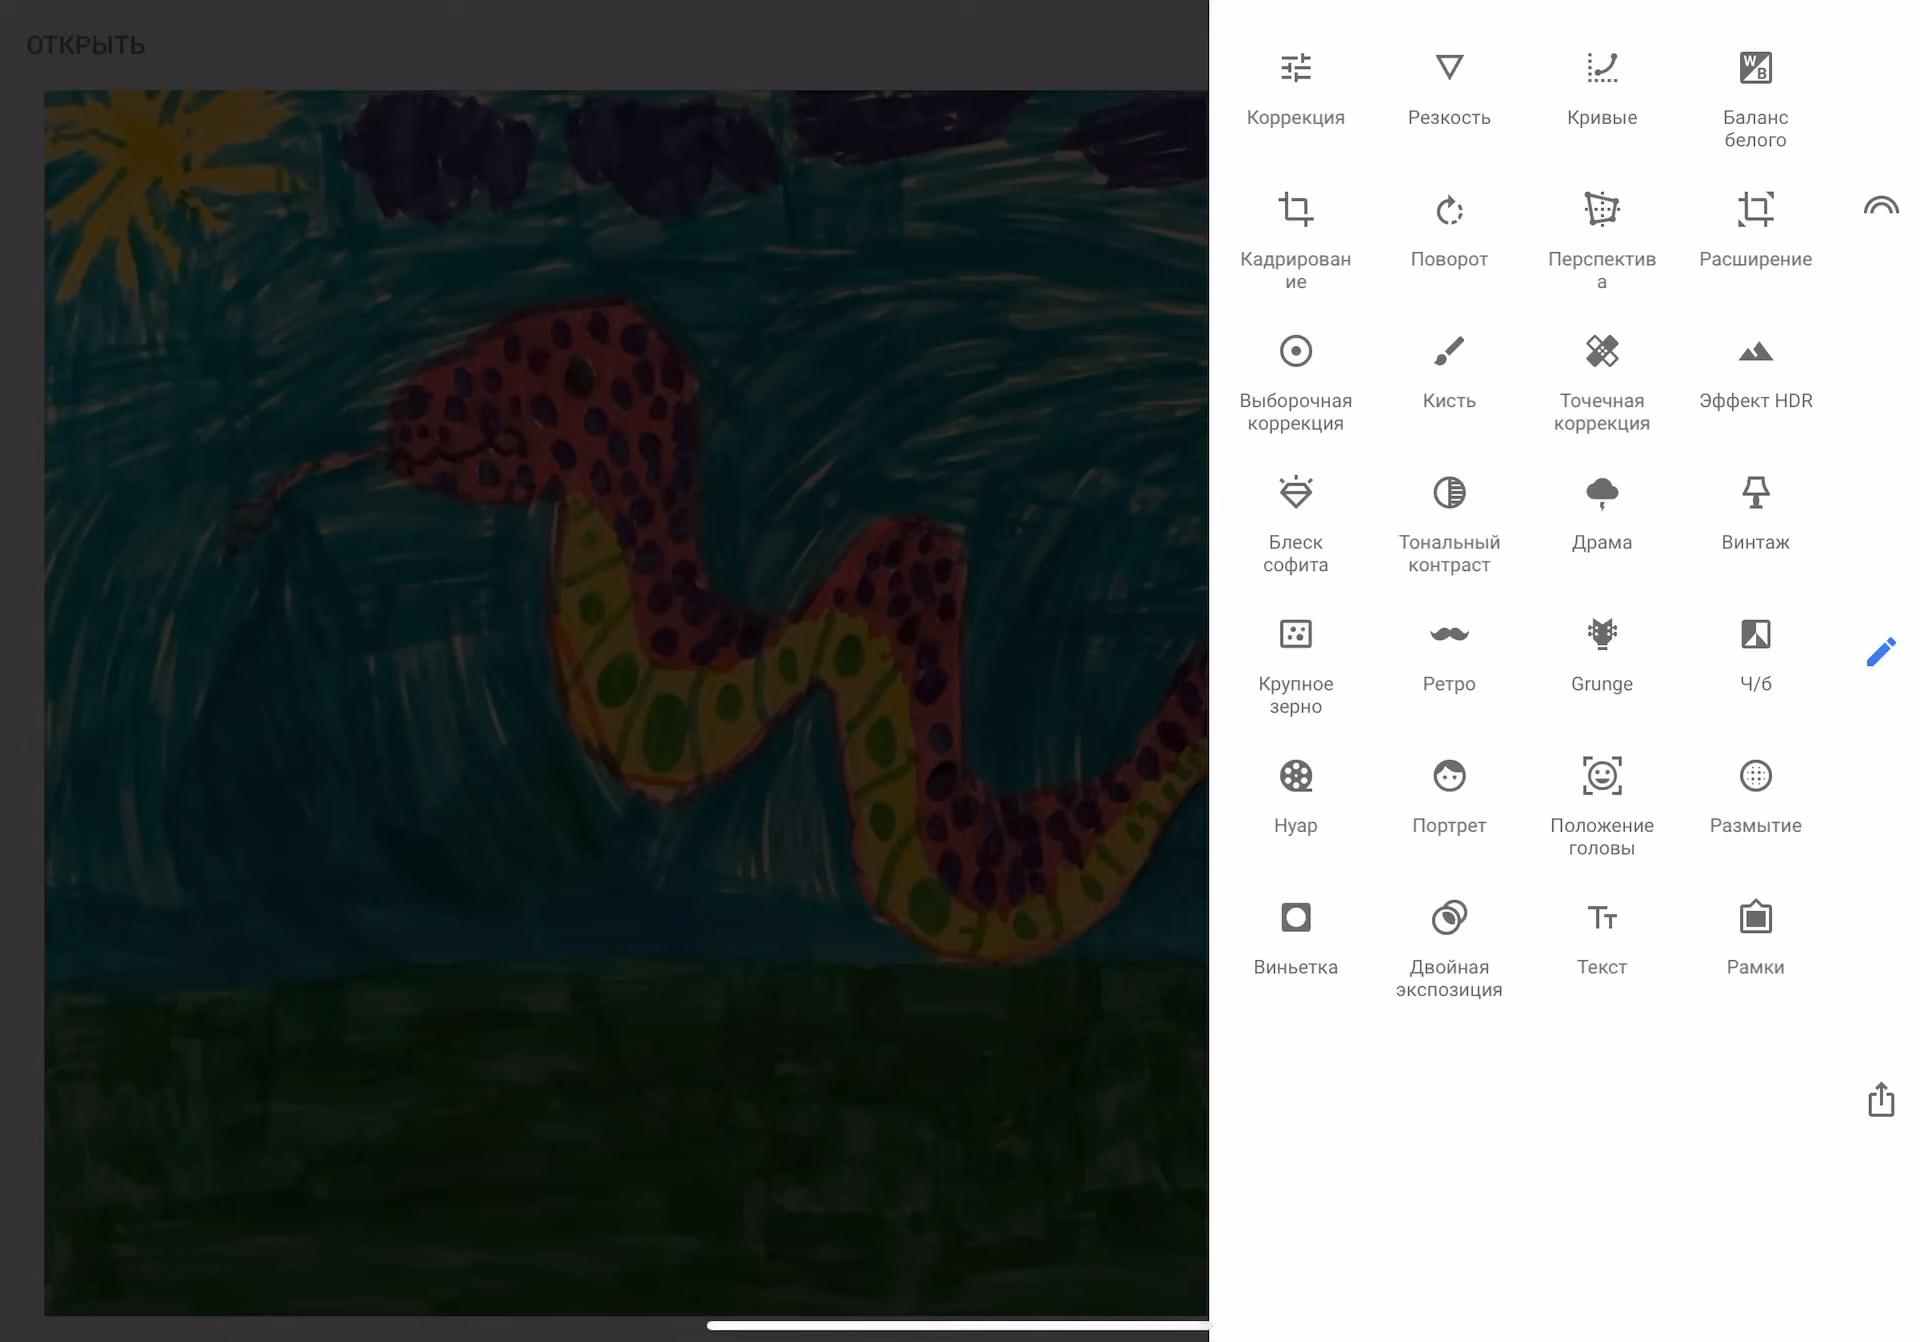 ОТКРЫТЬ
Коррекция
Резкость
Кривые
Баланс
белого
Кадрирован
ие
Поворот
Перспектив
а
Расширение
Выборочная
коррекция
Кисть
Точечная
коррекция
Эффект HDR
Блеск
софита
Тональный
контраст
Драма
Винтаж
Крупное
зерно
Ретро
Grunge
Ч/б
Нуар
Портрет
Положение
головы
Размытие
Виньетка
Двойная
экспозиция
Текст
Рамки